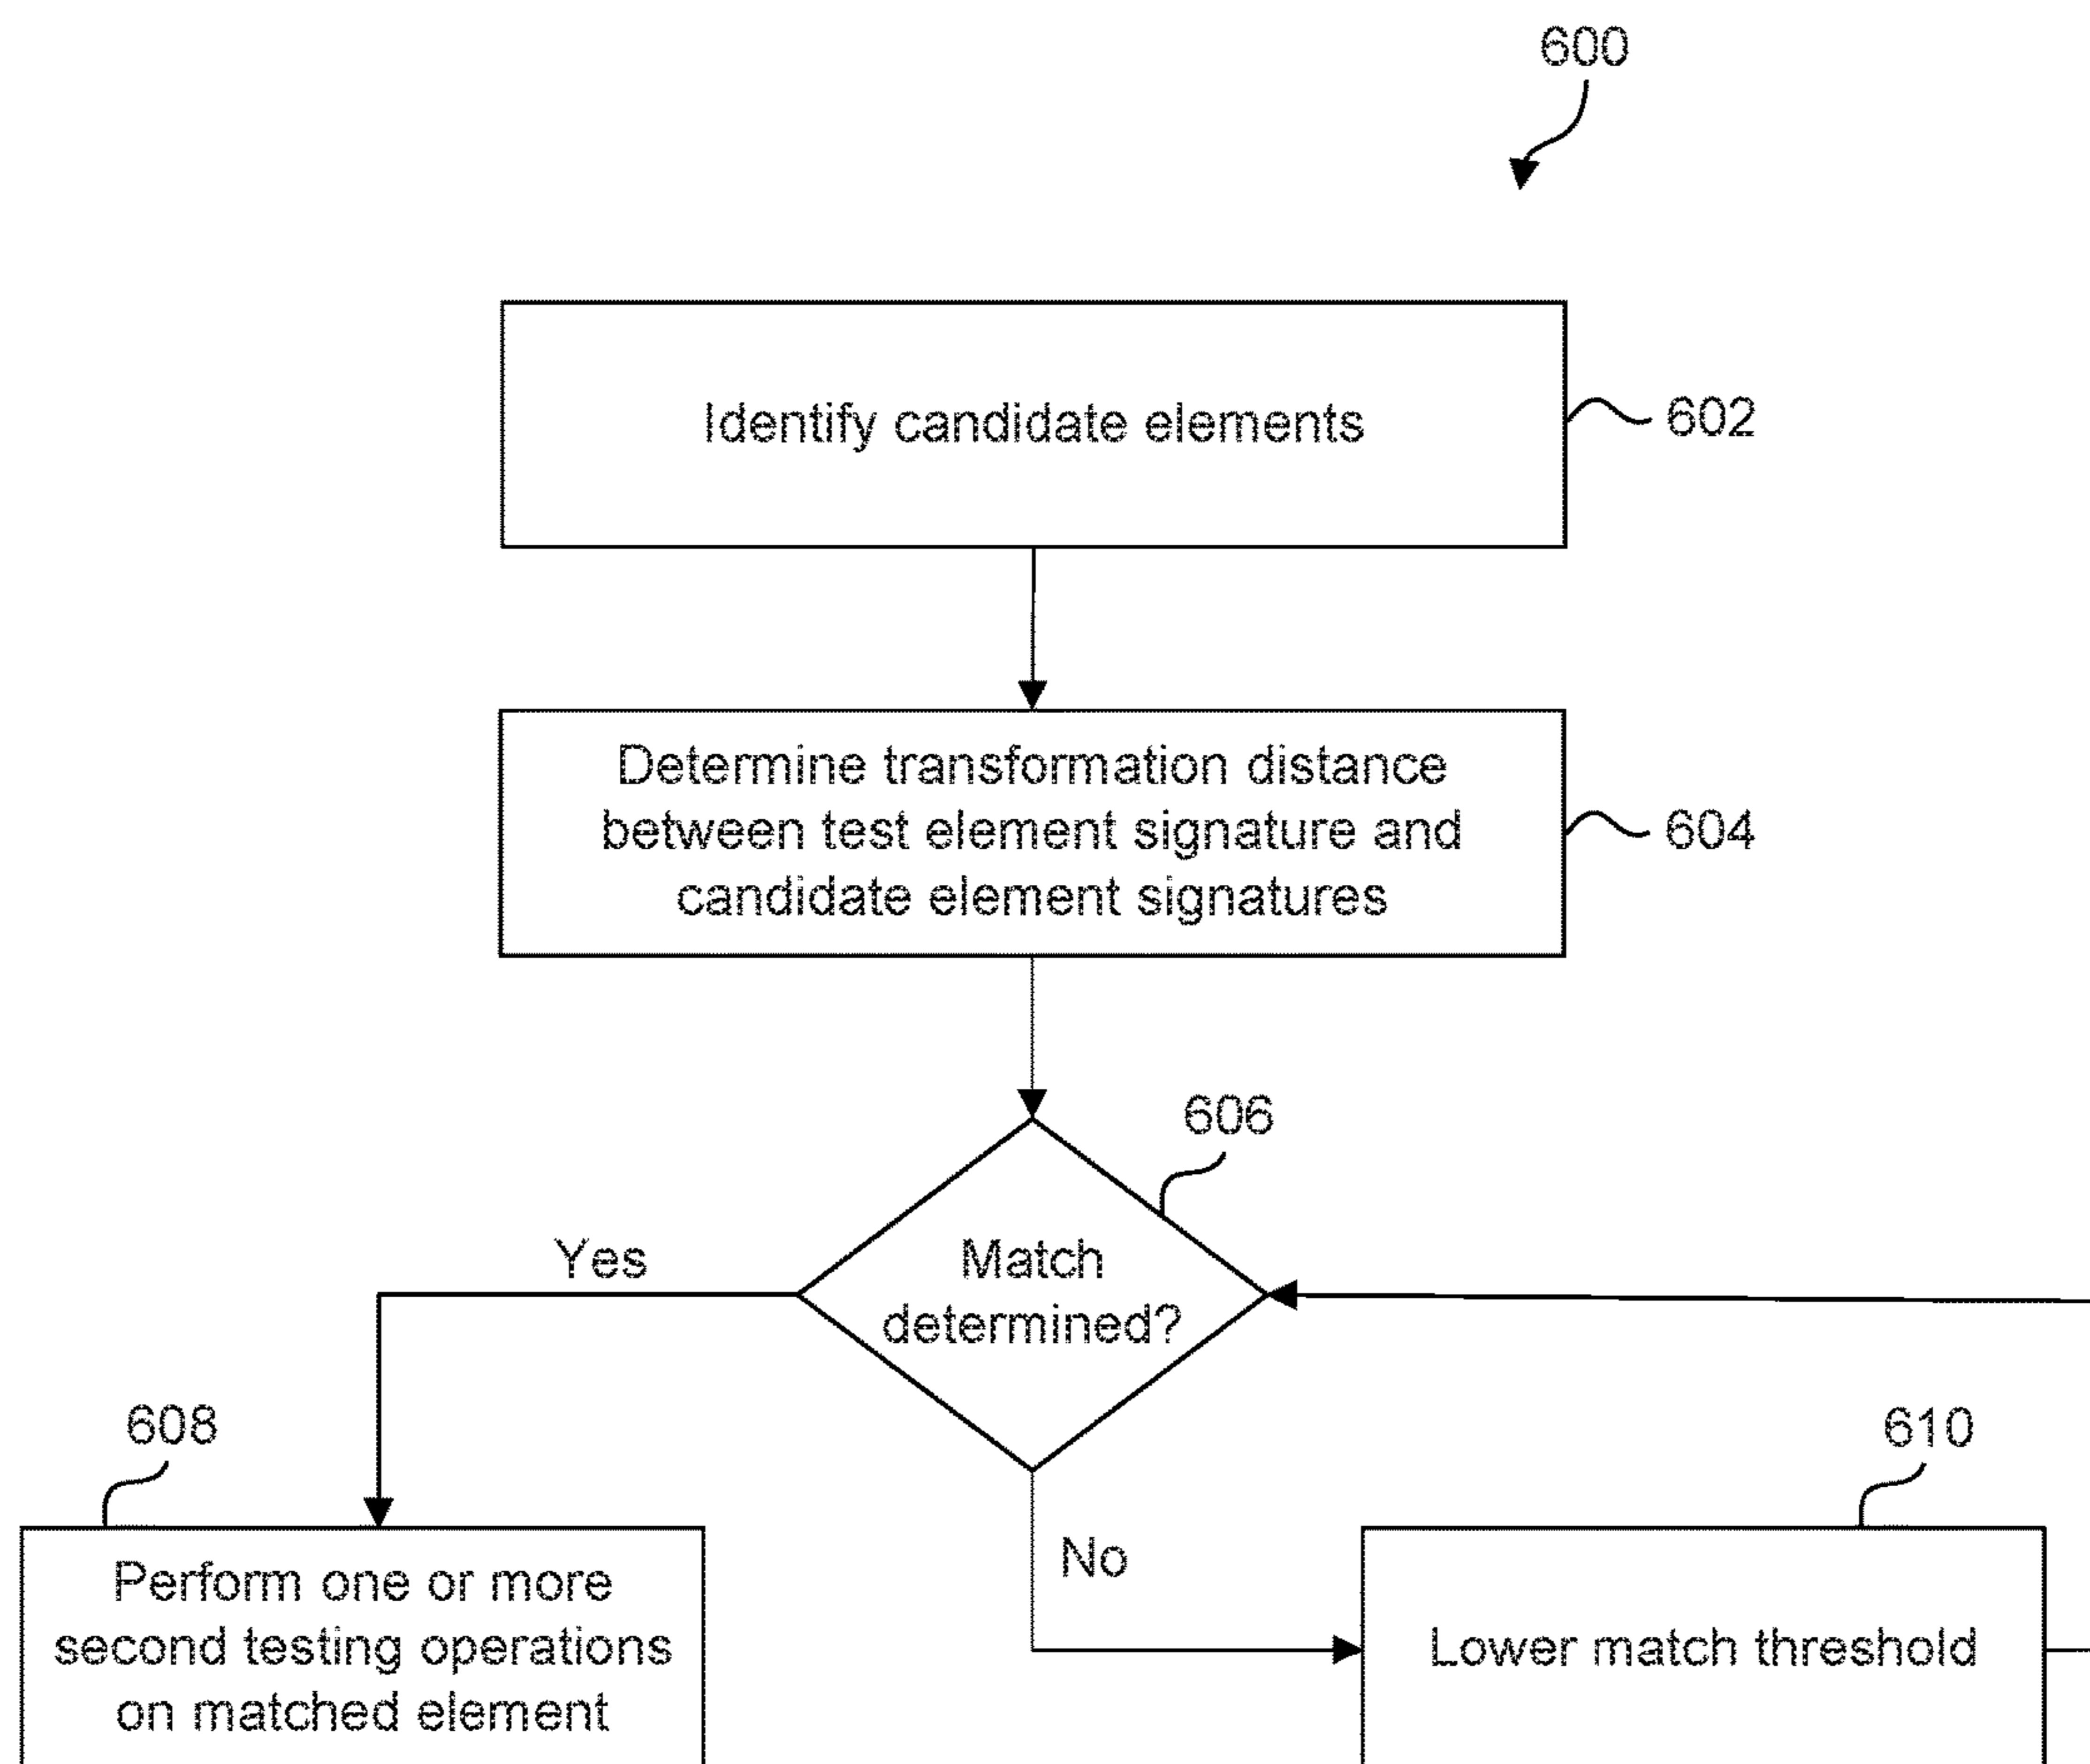 600
Identify candidate elements
602
Determine transformation distance
between test element signature and
candidate element signatures
604
606
Match
determined?
Yes
No
608
Perform one or more
second testing operations
on matched element
610
Lower match threshold